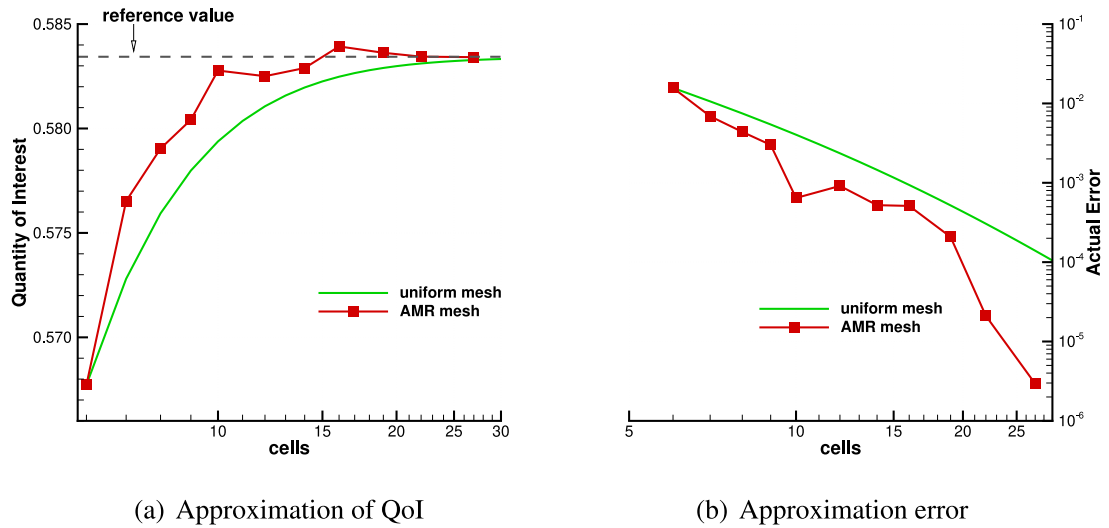 reference value
0.585
0.580
0.575
0.570
Quantity of Interest
uniform mesh
AMR mesh
10 15 20 25 30
cells
(a) Approximation of QoI
10^-1
10^-2
10^-3
10^-4
10^-5
10^-6
Actual Error
uniform mesh
AMR mesh
5 10 15 20 25
cells
(b) Approximation error